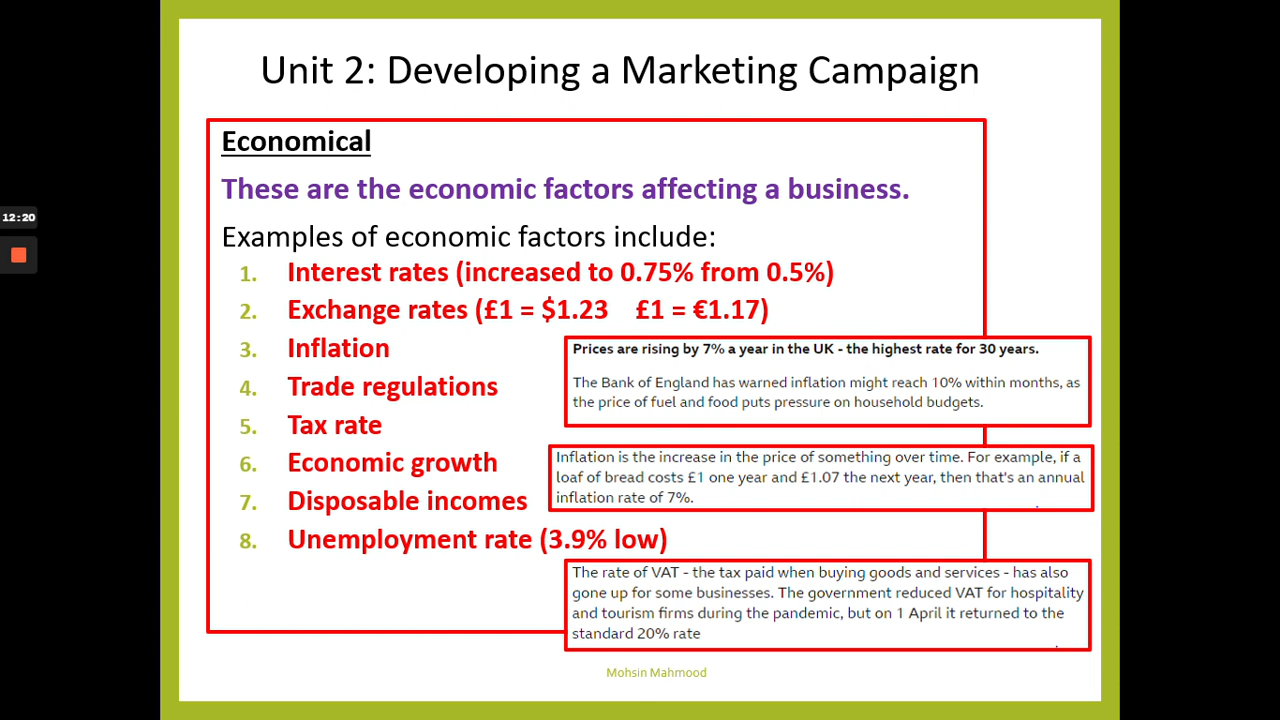 Unit 2: Developing a Marketing Campaign
Economical
These are the economic factors affecting a business.
Examples of economic factors include:
1. Interest rates (increased to 0.75% from 0.5%)
2. Exchange rates (£1 = $1.23 £1 = €1.17)
3. Inflation
4. Trade regulations
5. Tax rate
6. Economic growth
7. Disposable incomes
8. Unemployment rate (3.9% low)
Prices are rising by 7% a year in the UK - the highest rate for 30 years.
The Bank of England has warned inflation might reach 10% within months, as
the price of fuel and food puts pressure on household budgets.
Inflation is the increase in the price of something over time. For example, if a
loaf of bread costs £1 one year and £1.07 the next year, then that's an annual
inflation rate of 7%.
The rate of VAT - the tax paid when buying goods and services - has also
gone up for some businesses. The government reduced VAT for hospitality
and tourism firms during the pandemic, but on 1 April it returned to the
standard 20% rate
Mohsin Mahmood
12:20